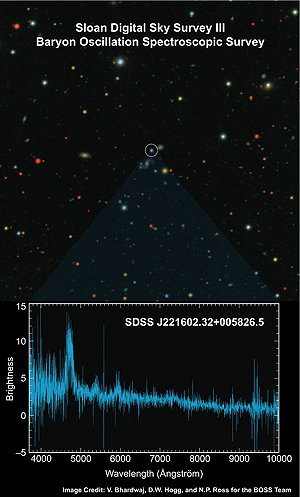 Sloan Digital Sky Survey III
Baryon Oscillation Spectroscopic Survey
SDSS J221602.32+005826.5
15
10
5
0
−5
Brightness
4000 5000 6000 7000 8000 9000 10000
Wavelength (Ångström)
Image Credit: V. Bhardwaj, D.W. Hogg, and N.P. Ross for the BOSS Team